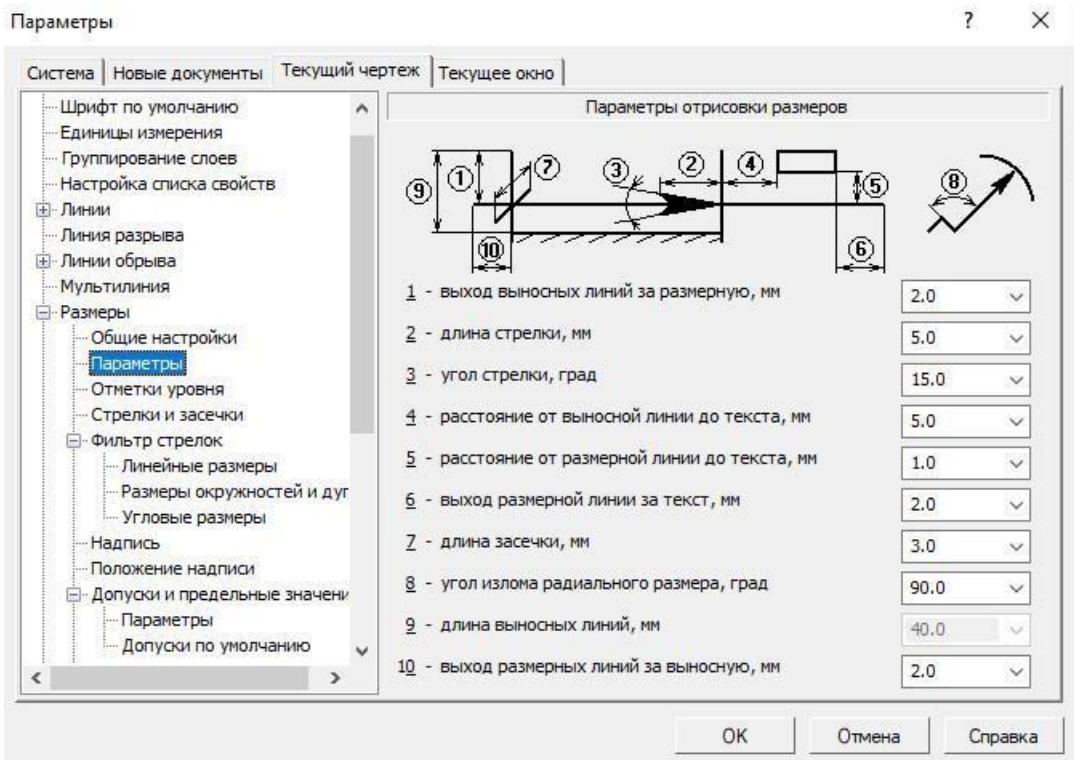 Параметры
? ×
Система Новые документы Текущий чертеж Текущее окно
Шрифт по умолчанию
Единицы измерения
Группирование слоев
Настройка списка свойств
Линии
Линия разрыва
Линии обрыва
Мультилиния
Размеры
Общие настройки
Параметры
Отметки уровня
Стрелки и засечки
Фильтр стрелок
Линейные размеры
Размеры окружностей и дуг
Угловые размеры
Надпись
Положение надписи
Допуски и предельные значени
Параметры
Допуски по умолчанию
Параметры отрисовки размеров
9 1 7 3 2 4 5 8
10 6
1 - выход выносных линий за размерную, мм 2.0
2 - длина стрелки, мм 5.0
3 - угол стрелки, град 15.0
4 - расстояние от выносной линии до текста, мм 5.0
5 - расстояние от размерной линии до текста, мм 1.0
6 - выход размерной линии за текст, мм 2.0
7 - длина засечки, мм 3.0
8 - угол излома радиального размера, град 90.0
9 - длина выносных линий, мм 40.0
10 - выход размерных линий за выносную, мм 2.0
OK Отмена Справка